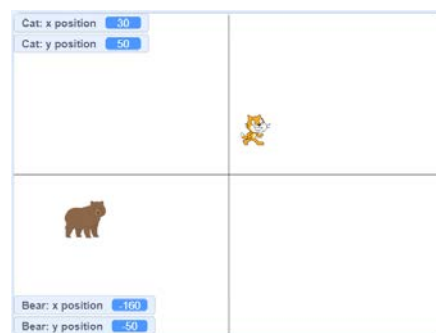 Cat: x position 30
Cat: y position 50
Bear: x position -160
Bear: y position -50